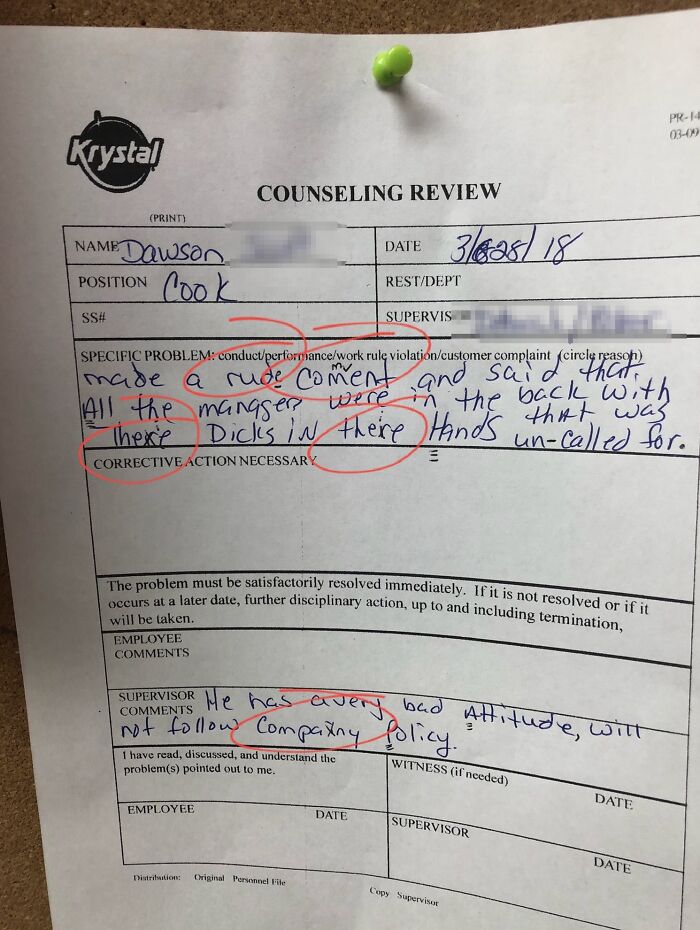 PR-14
03-09
Krystal
COUNSELING REVIEW
(PRINT)
NAME Dawson
DATE 3/28/18
POSITION Cook
REST/DEPT
SS#
SUPERVIS
SPECIFIC PROBLEM: conduct/performance/work rule violation/customer complaint (circle reason)
made a rude Coment and said that
m
All the managers were in the back with
there Dicks in there Hands that was
un-called for.
CORRECTIVE ACTION NECESSARY
The problem must be satisfactorily resolved immediately. If it is not resolved or if it
occurs at a later date, further disciplinary action, up to and including termination,
will be taken.
EMPLOYEE
COMMENTS
SUPERVISOR He has a very bad Attitude, will
COMMENTS not follow Compainy Policy.
I have read, discussed, and understand the
problem(s) pointed out to me.
WITNESS (if needed)
DATE
EMPLOYEE DATE
SUPERVISOR
DATE
Distribution: Original Personnel File
Copy Supervisor